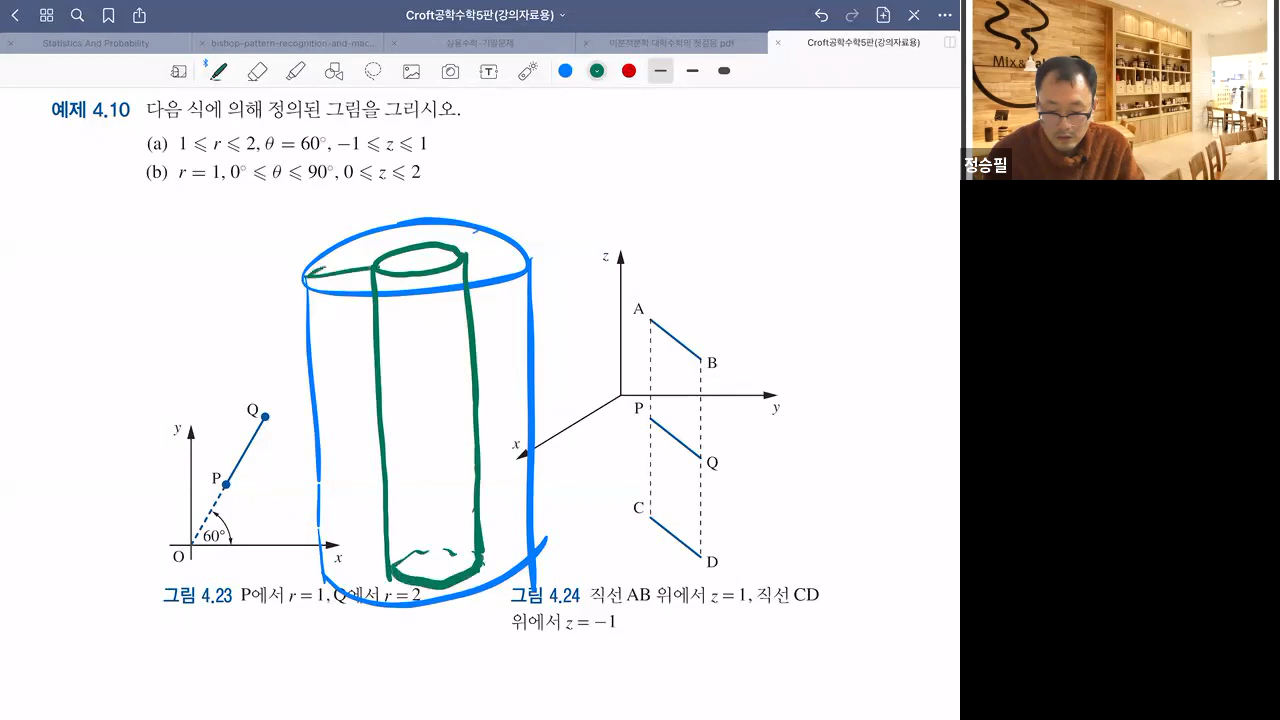 Croft공학수학5판(강의자료용)
Statistics And Probability
bishop-pattern-recognition-and-mac...
실용수학-기말문제
미분적분학 대학수학의 첫걸음 pdf
Croft공학수학5판(강의자료용)
예제 4.10 다음 식에 의해 정의된 그림을 그리시오.
(a) 1 ⩽ r ⩽ 2, θ = 60°, −1 ⩽ z ⩽ 1
(b) r = 1, 0° ⩽ θ ⩽ 90°, 0 ⩽ z ⩽ 2
y
Q
P
60°
O
x
그림 4.23 P에서 r = 1, Q에서 r = 2
z
A
B
P
y
x
Q
C
D
그림 4.24 직선 AB 위에서 z = 1, 직선 CD
위에서 z = −1
Mix&
정승필